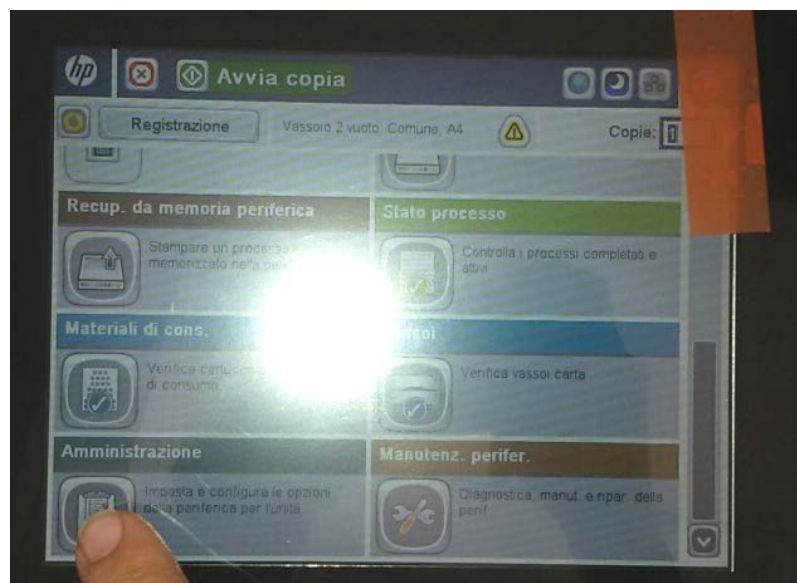 hp
Avvia copia
Registrazione
Vassoio 2 vuoto Comune, A4
Copie: 1
Recup. da memoria periferica
Stato processo
Stampare un processo
memorizzato nella
Controlla i processi completati e
attivi
Materiali di cons.
Verifica
di consumo
Verifica vassoi carta
Amministrazione
Manutenz. perifer.
Imposta e configura le opzioni
della periferica per l'unità
Diagnostica, manut. e ripar. della
perif.